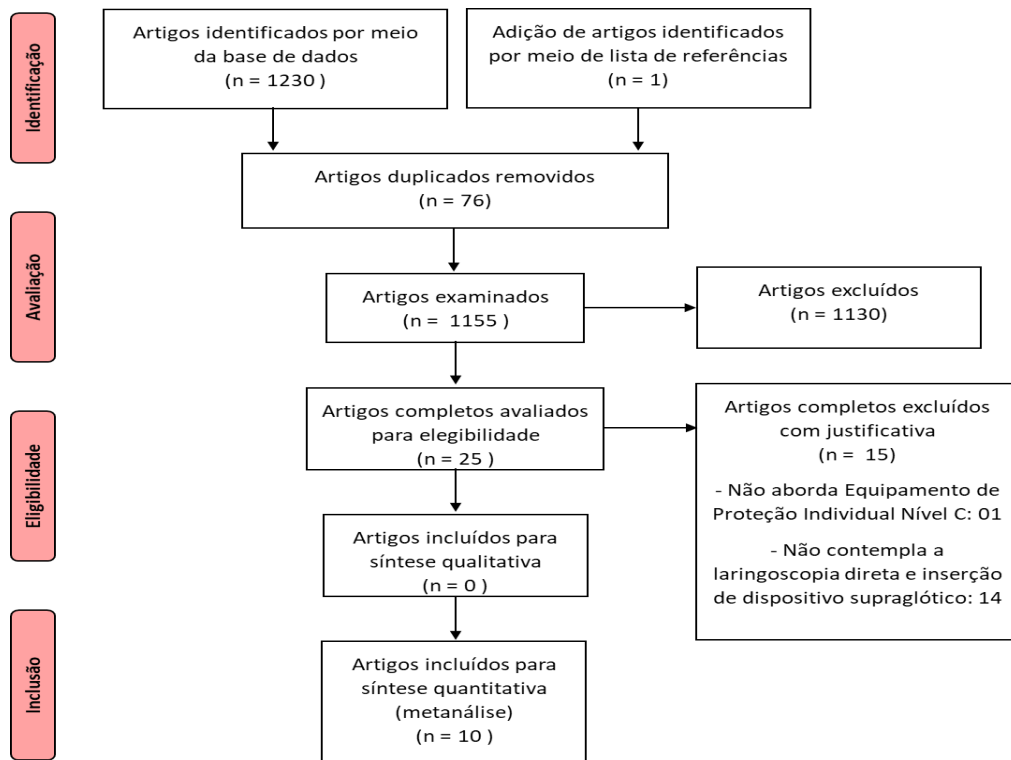 Identificação
Artigos identificados por meio
da base de dados
(n = 1230 )
Adição de artigos identificados
por meio de lista de referências
(n = 1)
Artigos duplicados removidos
(n = 76)
Avaliação
Artigos examinados
(n = 1155 )
Artigos excluídos
(n = 1130)
Eligibilidade
Artigos completos avaliados
para elegibilidade
(n = 25 )
Artigos completos excluídos
com justificativa
(n = 15)
- Não aborda Equipamento de
Proteção Individual Nível C: 01
- Não contempla a
laringoscopia direta e inserção
de dispositivo supraglótico: 14
Artigos incluídos para
síntese qualitativa
(n = 0 )
Inclusão
Artigos incluídos para
síntese quantitativa
(metanálise)
(n = 10 )